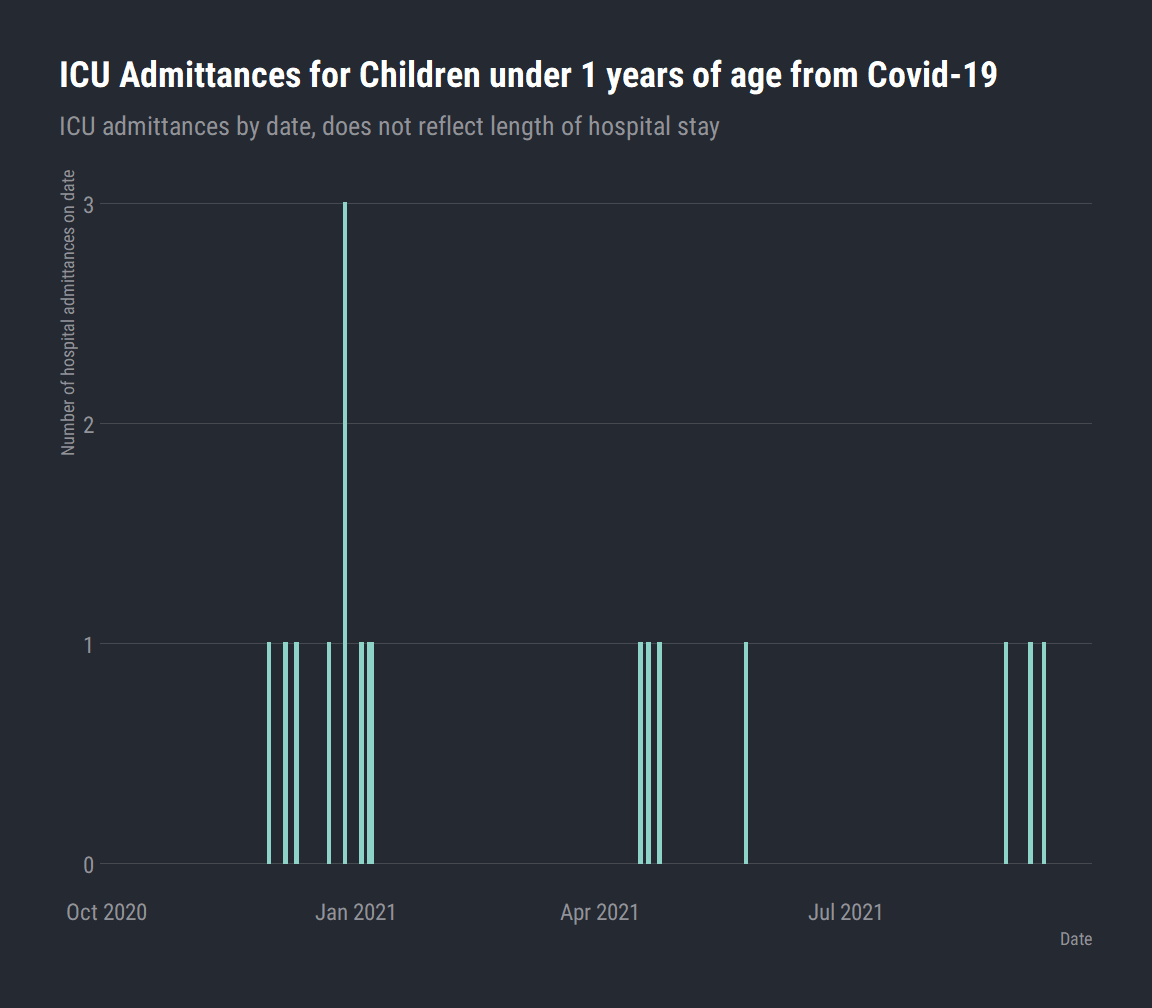 ICU Admittances for Children under 1 years of age from Covid-19
ICU admittances by date, does not reflect length of hospital stay
Number of hospital admittances on date
3
2
1
0
Oct 2020
Jan 2021
Apr 2021
Jul 2021
Date